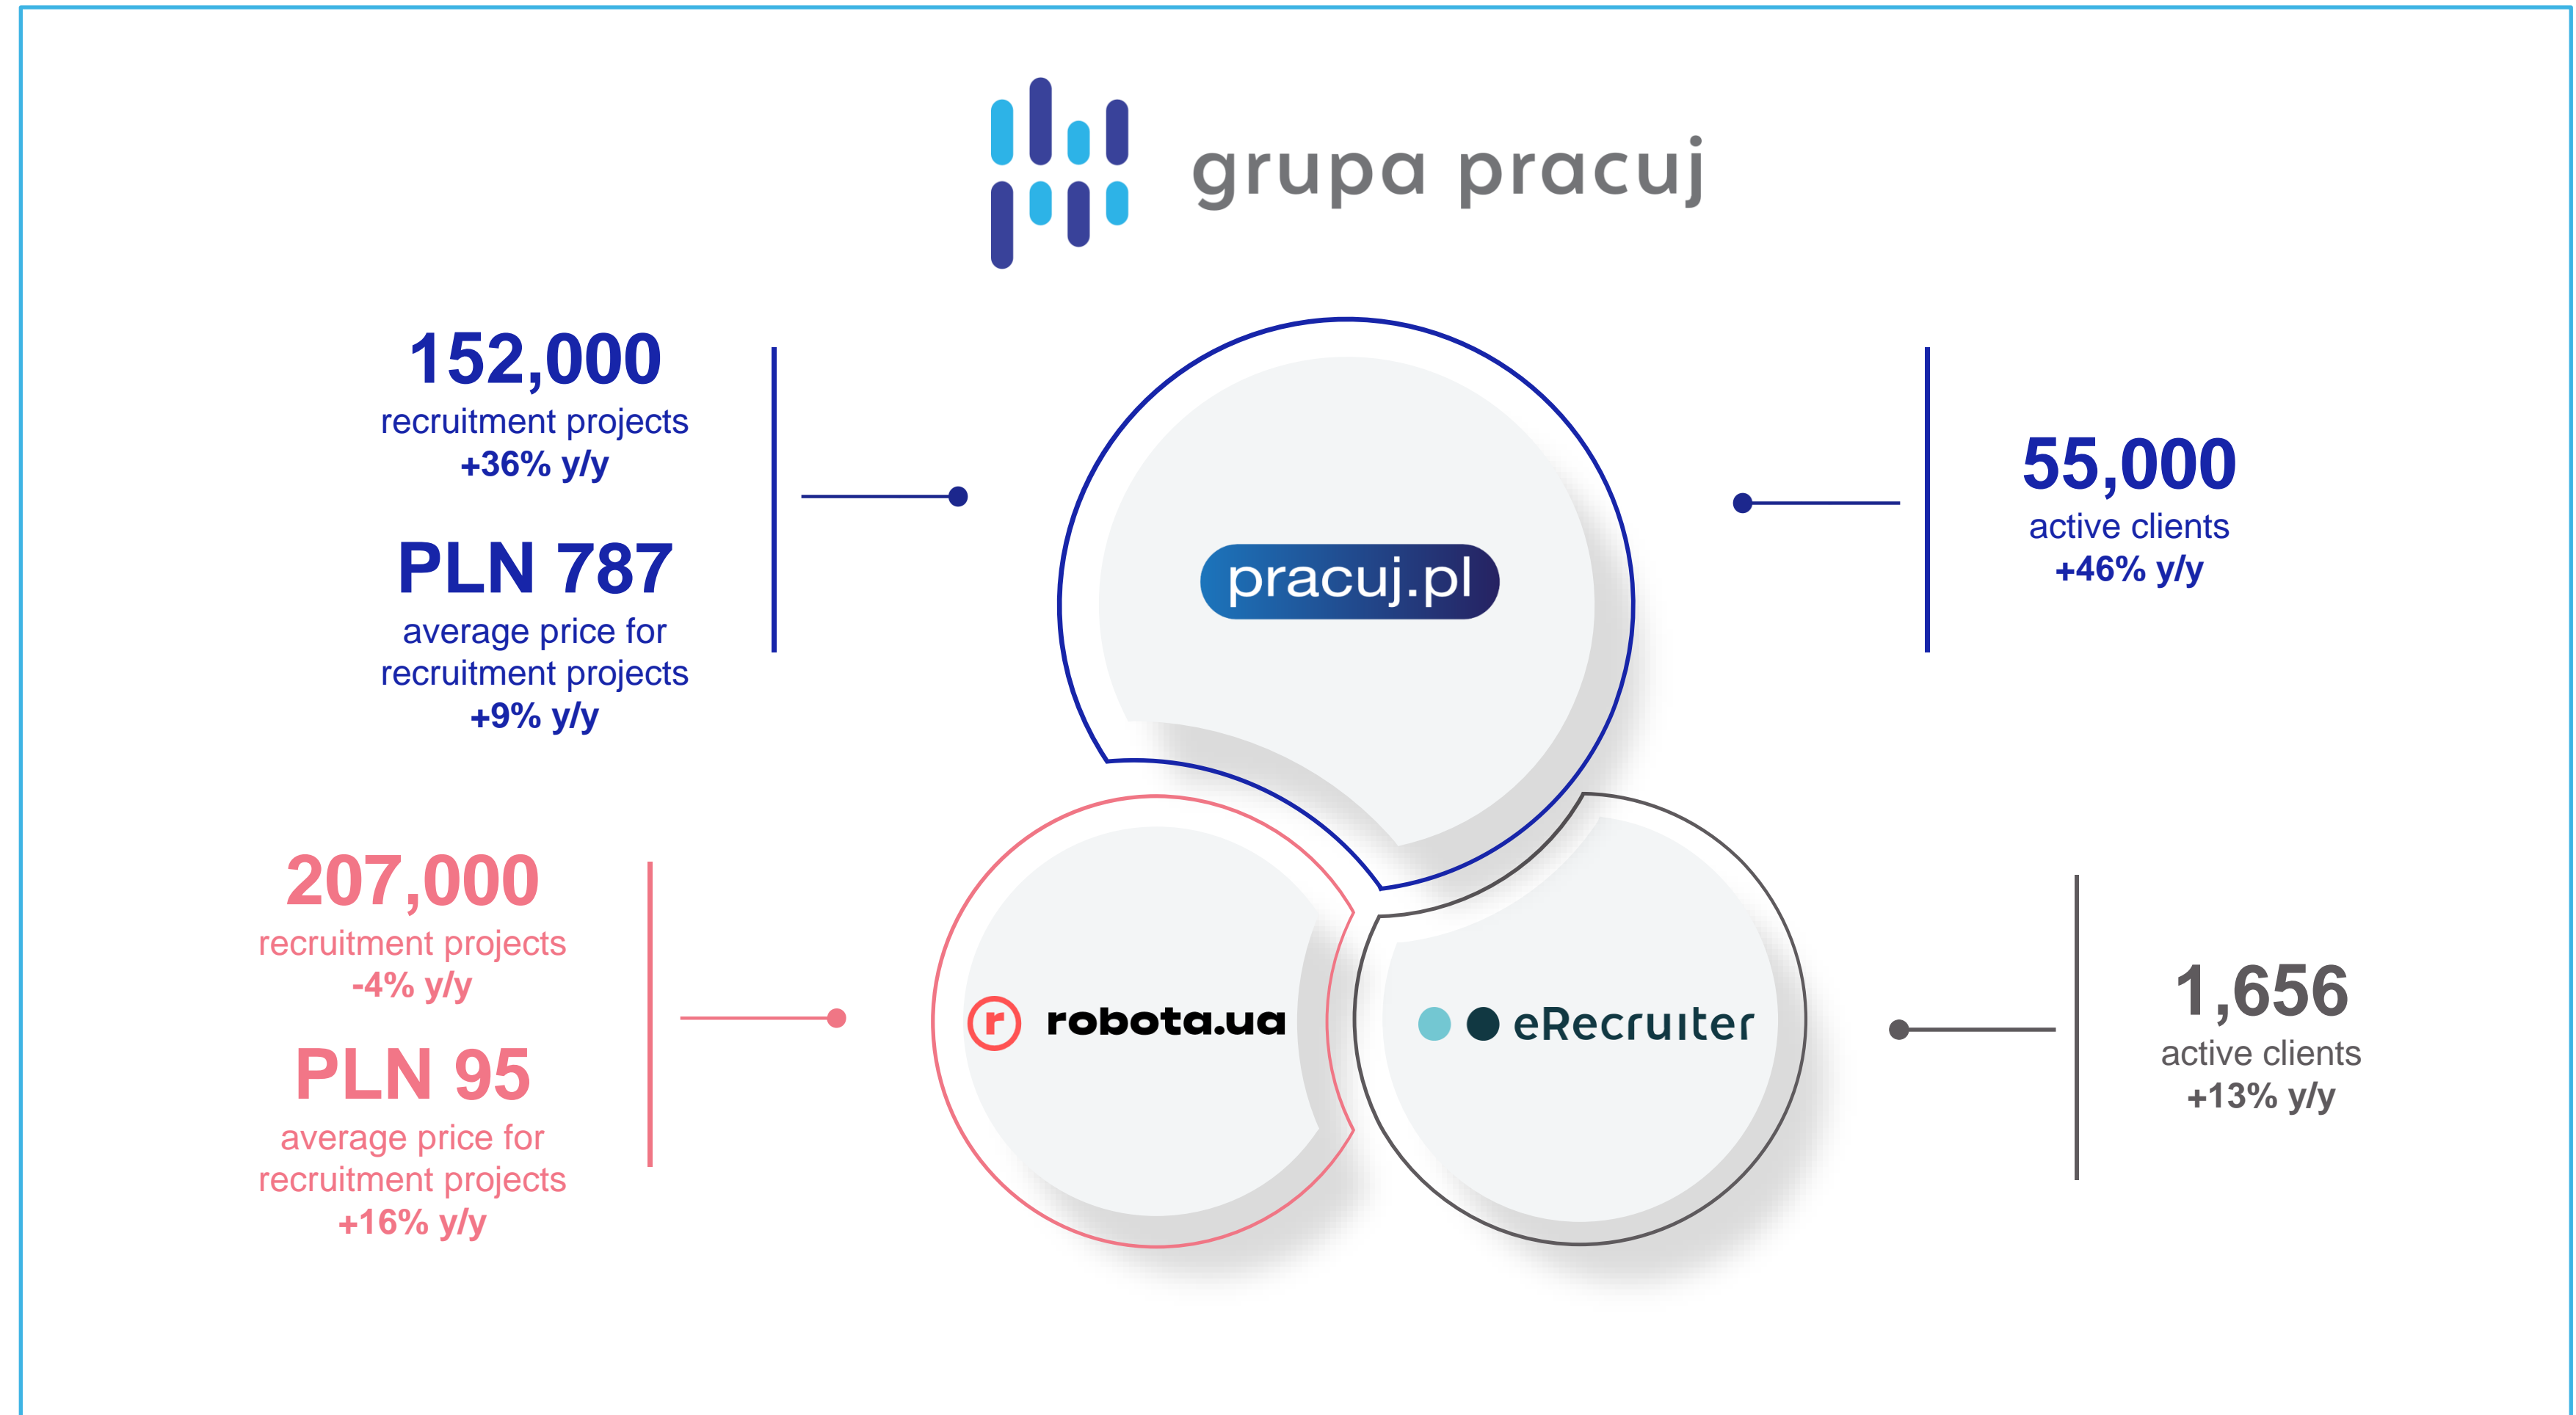 grupa pracuj
152,000
recruitment projects
+36% y/y
PLN 787
average price for
recruitment projects
+9% y/y
pracuj.pl
55,000
active clients
+46% y/y
207,000
recruitment projects
-4% y/y
PLN 95
average price for
recruitment projects
+16% y/y
r robota.ua
eRecruıter
1,656
active clients
+13% y/y